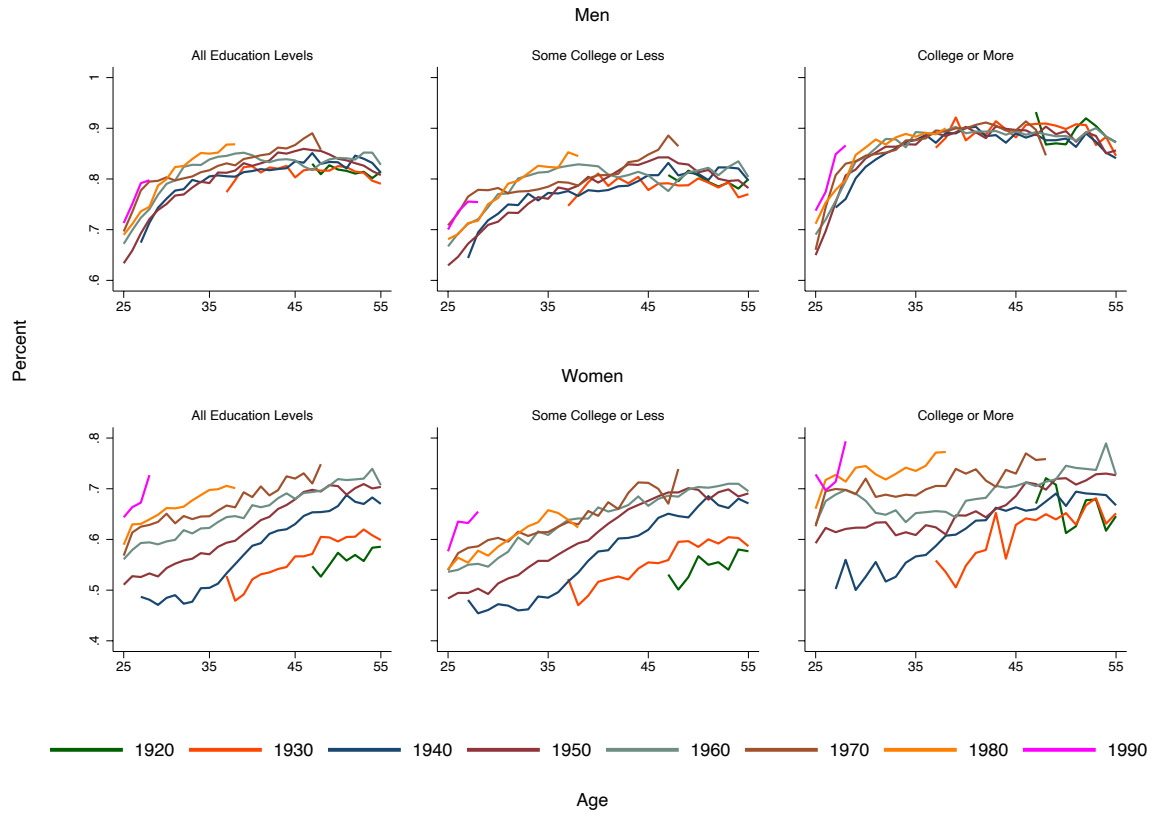 Men
All Education Levels Some College or Less College or More
1
.9
.8
.7
.6
25 35 45 55 25 35 45 55 25 35 45 55
Percent
Women
All Education Levels Some College or Less College or More
.8
.7
.6
.5
.4
25 35 45 55 25 35 45 55 25 35 45 55
1920 1930 1940 1950 1960 1970 1980 1990
Age